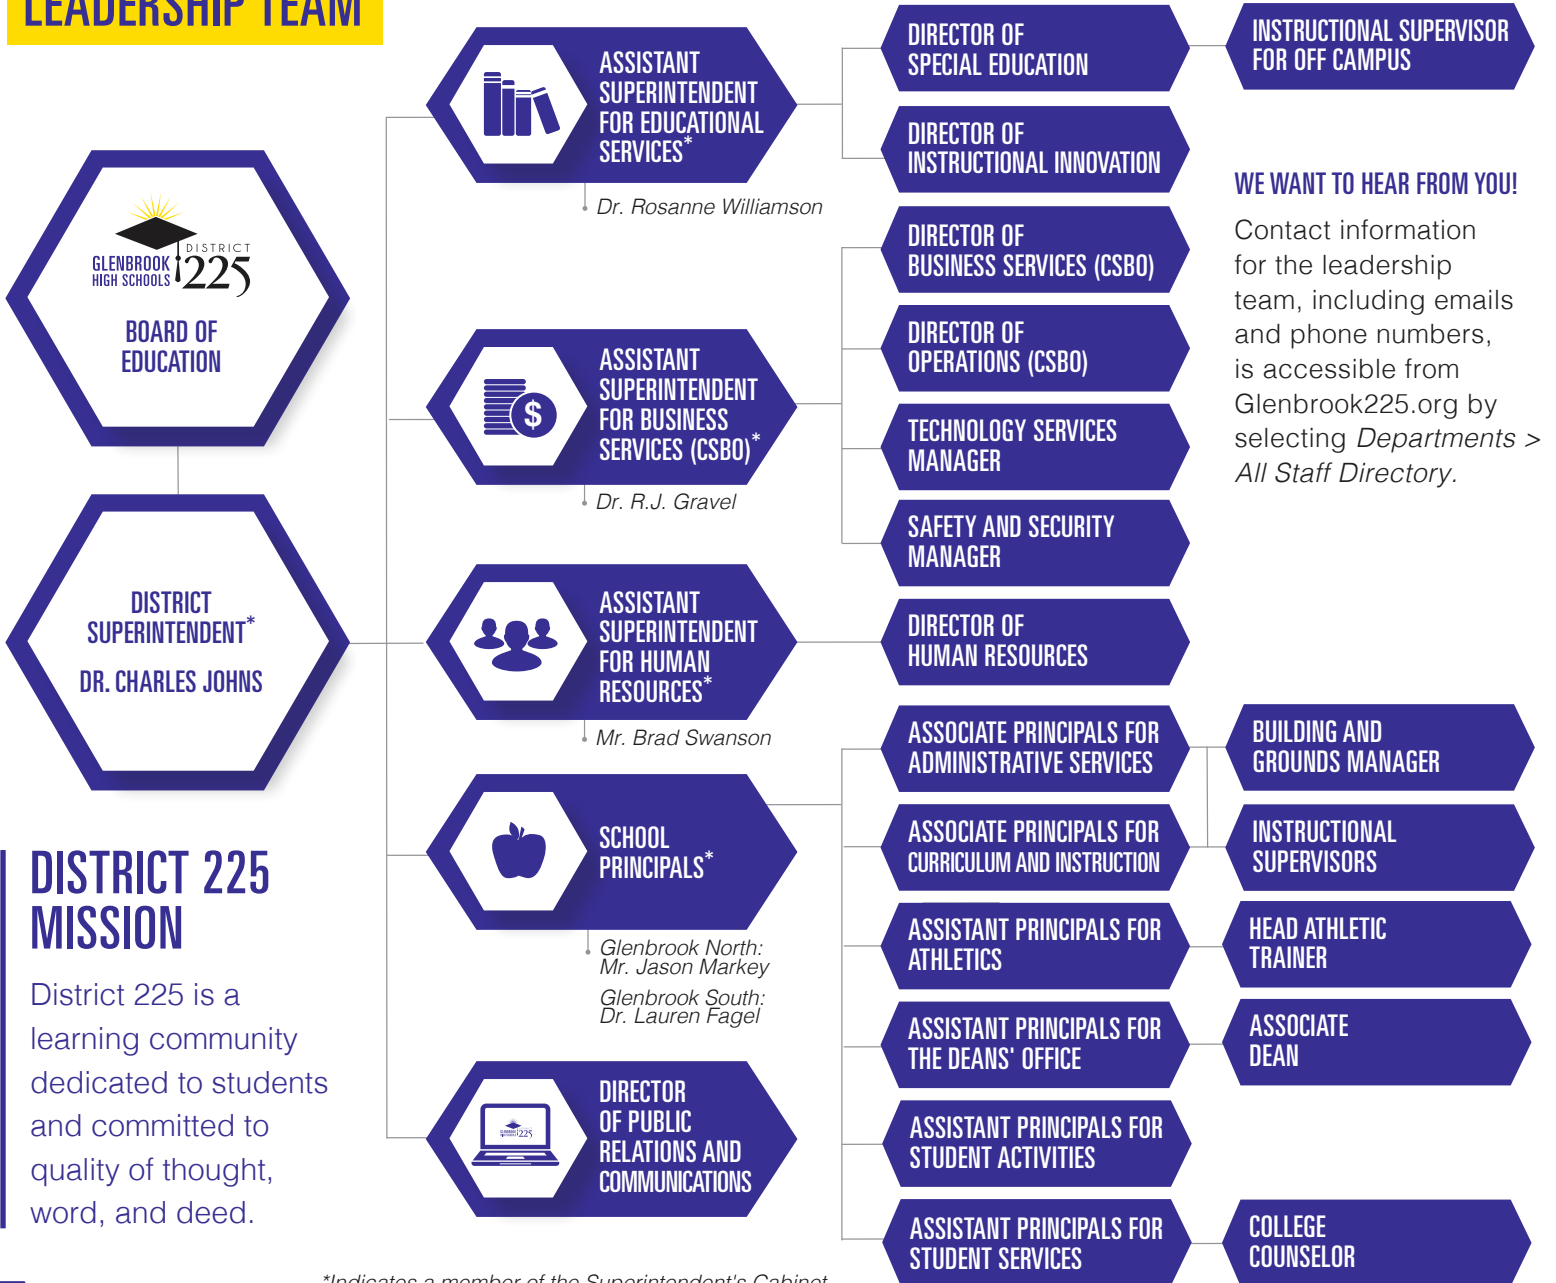 LEADERSHIP TEAM
GLENBROOK
HIGH SCHOOLS
DISTRICT
225
BOARD OF
EDUCATION
DISTRICT
SUPERINTENDENT*
DR. CHARLES JOHNS
DISTRICT 225
MISSION
District 225 is a
learning community
dedicated to students
and committed to
quality of thought,
word, and deed.
ASSISTANT
SUPERINTENDENT
FOR EDUCATIONAL
SERVICES*
Dr. Rosanne Williamson
$
ASSISTANT
SUPERINTENDENT
FOR BUSINESS
SERVICES (CSBO)*
Dr. R.J. Gravel
ASSISTANT
SUPERINTENDENT
FOR HUMAN
RESOURCES*
Mr. Brad Swanson
SCHOOL
PRINCIPALS*
Glenbrook North:
Mr. Jason Markey
Glenbrook South:
Dr. Lauren Fagel
225
DIRECTOR
OF PUBLIC
RELATIONS AND
COMMUNICATIONS
DIRECTOR OF
SPECIAL EDUCATION
DIRECTOR OF
INSTRUCTIONAL INNOVATION
DIRECTOR OF
BUSINESS SERVICES (CSBO)
DIRECTOR OF
OPERATIONS (CSBO)
TECHNOLOGY SERVICES
MANAGER
SAFETY AND SECURITY
MANAGER
DIRECTOR OF
HUMAN RESOURCES
ASSOCIATE PRINCIPALS FOR
ADMINISTRATIVE SERVICES
ASSOCIATE PRINCIPALS FOR
CURRICULUM AND INSTRUCTION
ASSISTANT PRINCIPALS FOR
ATHLETICS
ASSISTANT PRINCIPALS FOR
THE DEANS' OFFICE
ASSISTANT PRINCIPALS FOR
STUDENT ACTIVITIES
ASSISTANT PRINCIPALS FOR
STUDENT SERVICES
INSTRUCTIONAL SUPERVISOR
FOR OFF CAMPUS
WE WANT TO HEAR FROM YOU!
Contact information
for the leadership
team, including emails
and phone numbers,
is accessible from
Glenbrook225.org by
selecting Departments >
All Staff Directory.
BUILDING AND
GROUNDS MANAGER
INSTRUCTIONAL
SUPERVISORS
HEAD ATHLETIC
TRAINER
ASSOCIATE
DEAN
COLLEGE
COUNSELOR
*Indicates a member of the Superintendent's Cabinet